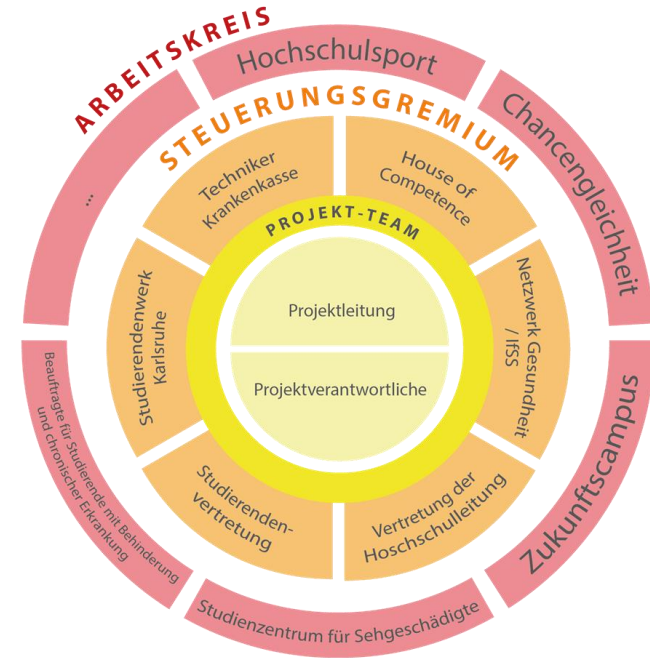 ARBEITSKREIS
Hochschulsport
Chancengleichheit
Zukunftscampus
Studienzentrum für Sehgeschädigte
Beauftragte für Studierende mit Behinderung
und chronischer Erkrankung
...
STEUERUNGSGREMIUM
Techniker
Krankenkasse
House of
Competence
Netzwerk Gesundheit
/ IfSS
Vertretung der
Hoschschulleitung
Studierenden-
vertretung
Studierendenwerk
Karlsruhe
PROJEKT-TEAM
Projektleitung
Projektverantwortliche